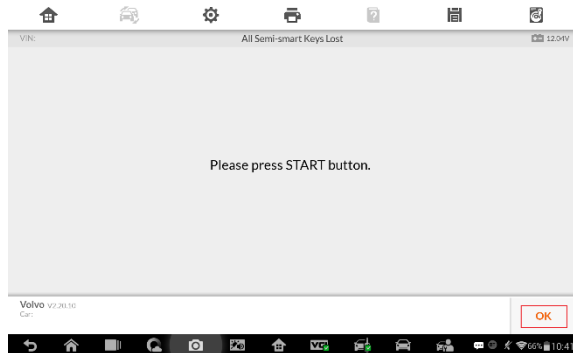 VIN:
All Semi-smart Keys Lost
12.04V
Please press START button.
Volvo V2.20.10
Car:
OK
VCI
66%
10:41